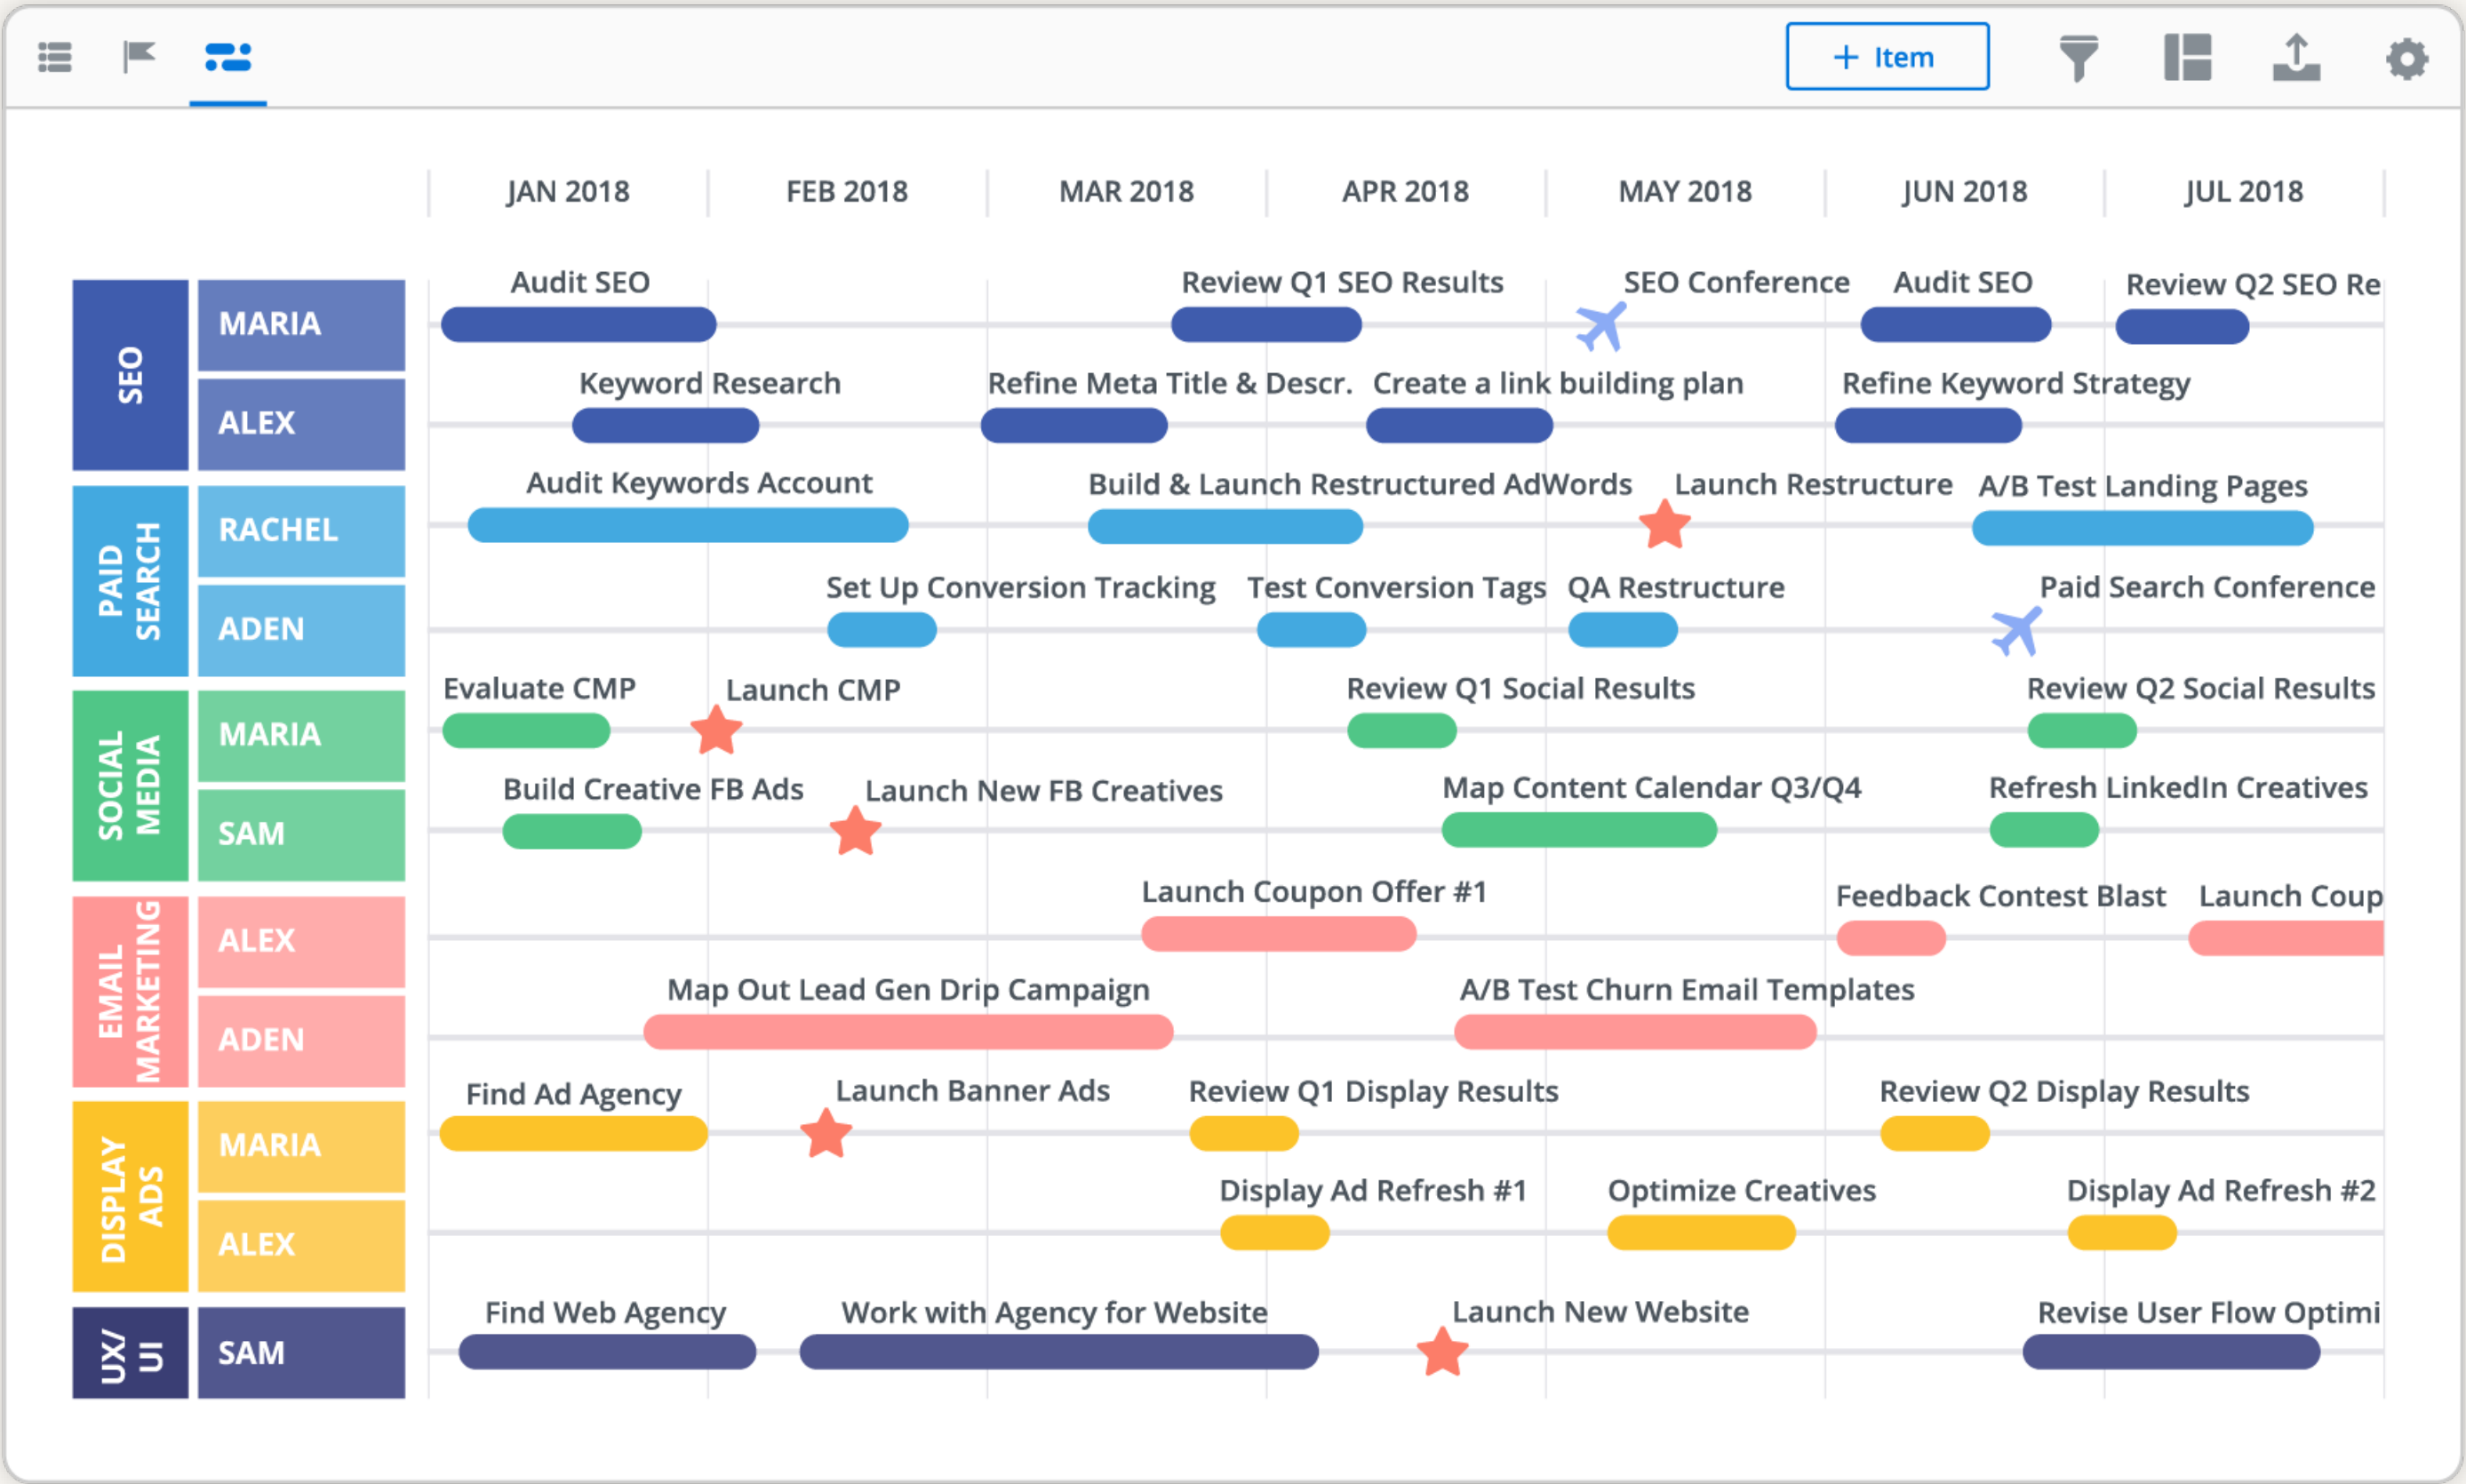 + Item
JAN 2018 FEB 2018 MAR 2018 APR 2018 MAY 2018 JUN 2018 JUL 2018
SEO
MARIA
Audit SEO Review Q1 SEO Results SEO Conference Audit SEO Review Q2 SEO Re
ALEX
Keyword Research Refine Meta Title & Descr. Create a link building plan Refine Keyword Strategy
PAID
SEARCH
RACHEL
Audit Keywords Account Build & Launch Restructured AdWords Launch Restructure A/B Test Landing Pages
ADEN
Set Up Conversion Tracking Test Conversion Tags QA Restructure Paid Search Conference
SOCIAL
MEDIA
MARIA
Evaluate CMP Launch CMP Review Q1 Social Results Review Q2 Social Results
SAM
Build Creative FB Ads Launch New FB Creatives Map Content Calendar Q3/Q4 Refresh LinkedIn Creatives
EMAIL
MARKETING
ALEX
Launch Coupon Offer #1 Feedback Contest Blast Launch Coup
ADEN
Map Out Lead Gen Drip Campaign A/B Test Churn Email Templates
DISPLAY
ADS
MARIA
Find Ad Agency Launch Banner Ads Review Q1 Display Results Review Q2 Display Results
ALEX
Display Ad Refresh #1 Optimize Creatives Display Ad Refresh #2
UX/
UI
SAM
Find Web Agency Work with Agency for Website Launch New Website Revise User Flow Optimi